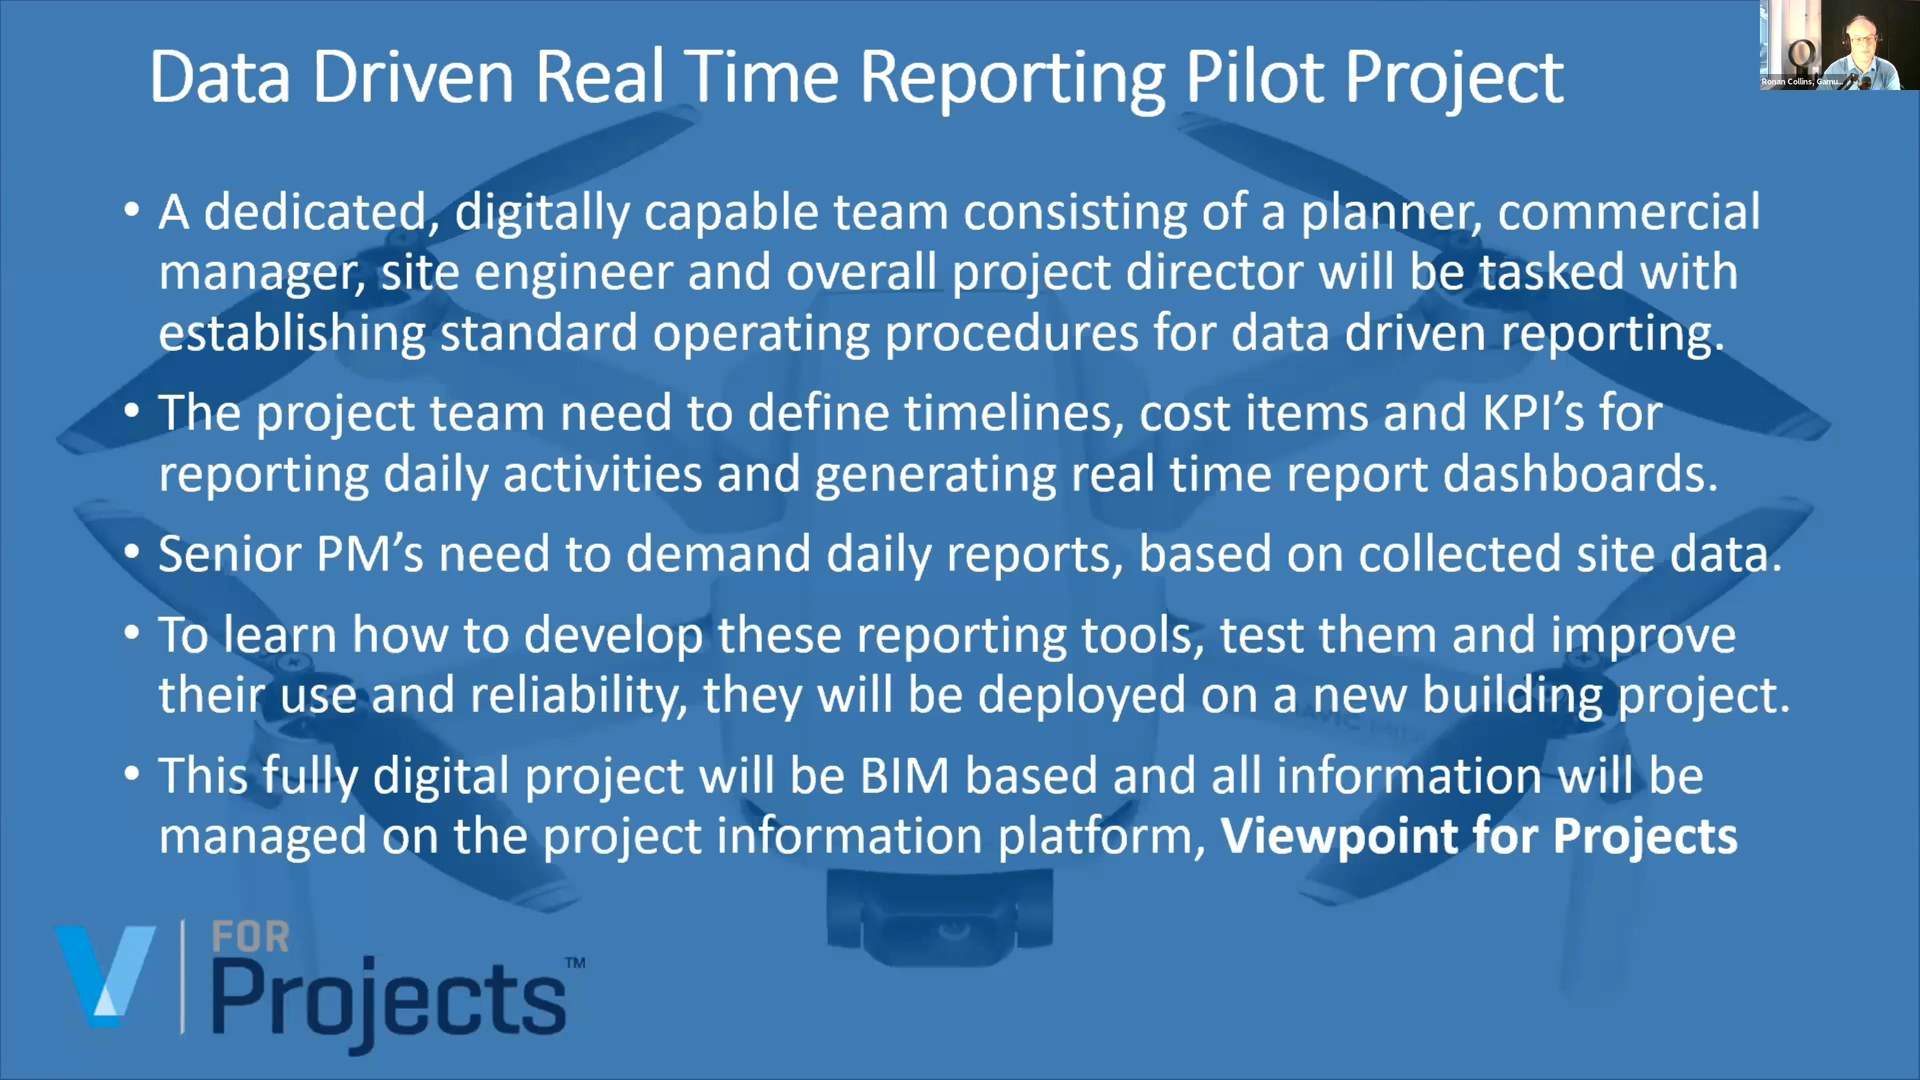 Data Driven Real Time Reporting Pilot Project
Ronan Collins, Gamu...
• A dedicated, digitally capable team consisting of a planner, commercial
manager, site engineer and overall project director will be tasked with
establishing standard operating procedures for data driven reporting.
• The project team need to define timelines, cost items and KPI’s for
reporting daily activities and generating real time report dashboards.
• Senior PM’s need to demand daily reports, based on collected site data.
• To learn how to develop these reporting tools, test them and improve
their use and reliability, they will be deployed on a new building project.
• This fully digital project will be BIM based and all information will be
managed on the project information platform, Viewpoint for Projects
V FOR
Projects™